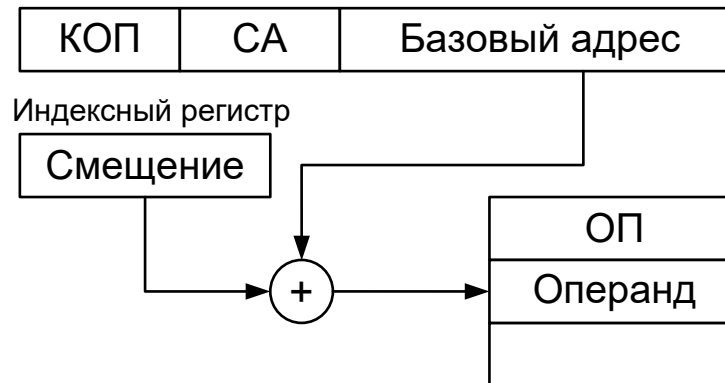 КОП СА Базовый адрес
Индексный регистр
Смещение
ОП
+
Операнд